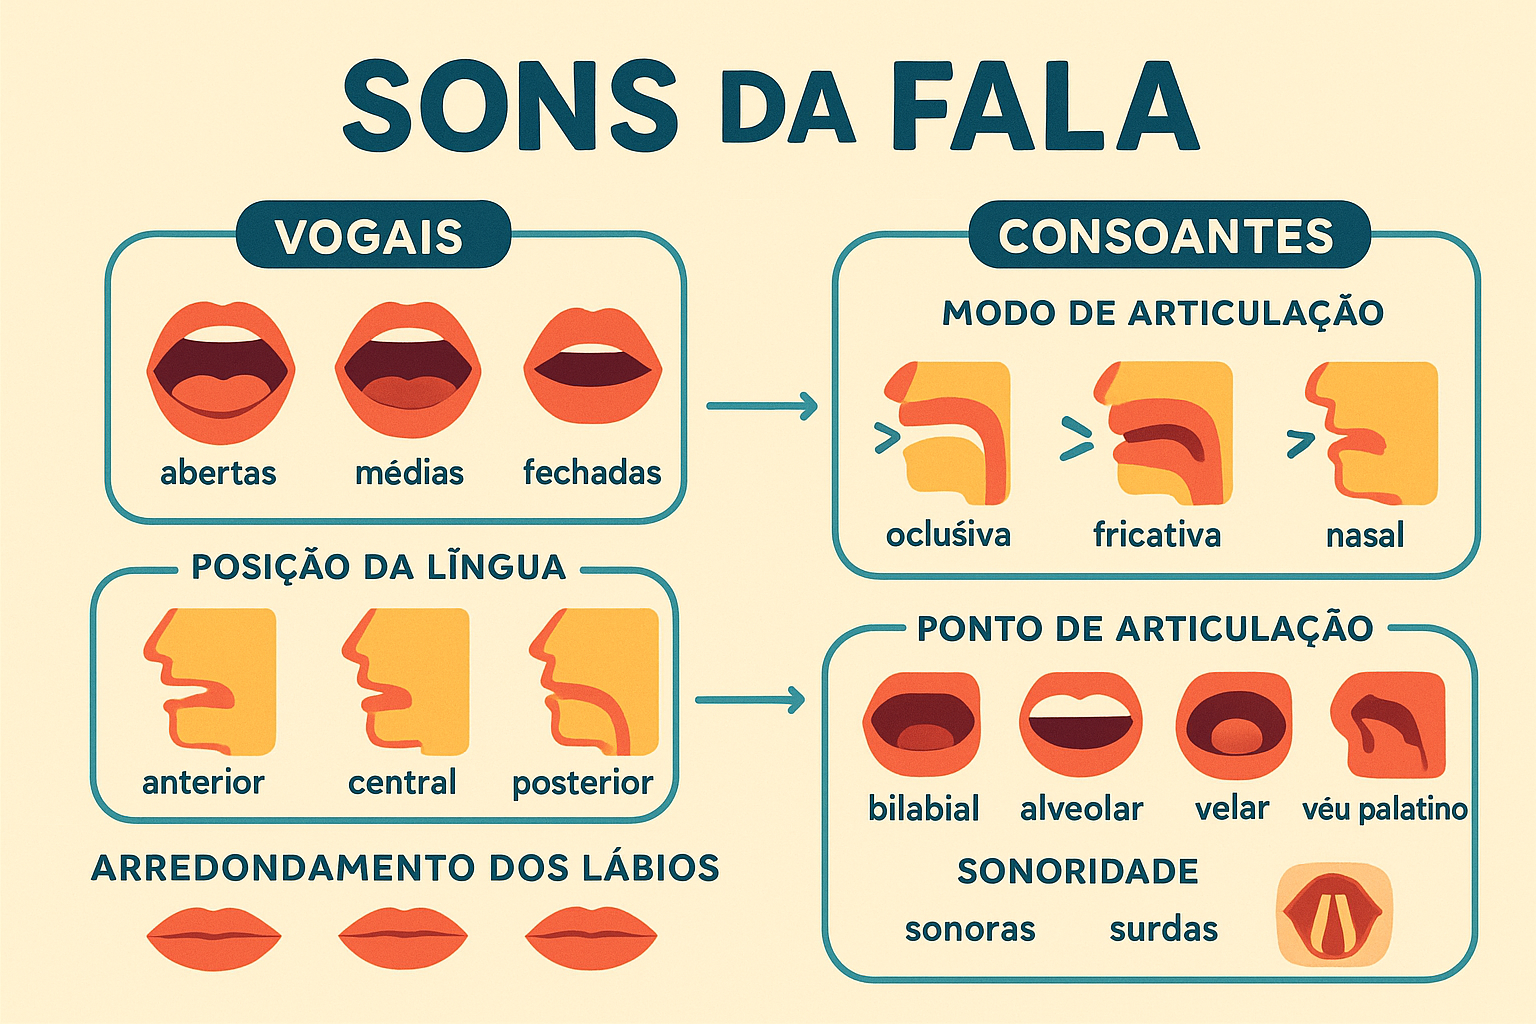 SONS DA FALA
VOGAIS
abertas médias fechadas
POSIÇÃO DA LĨNGUA
anterior central posterior
ARREDONDAMENTO DOS LÁBIOS
CONSOANTES
MODO DE ARTICULAÇÃO
ocluśiva fricativa nasal
PONTO DE ARTICULAÇÃO
bilabial alveolar velar véu palatino
SONORIDADE
sonoras surdas